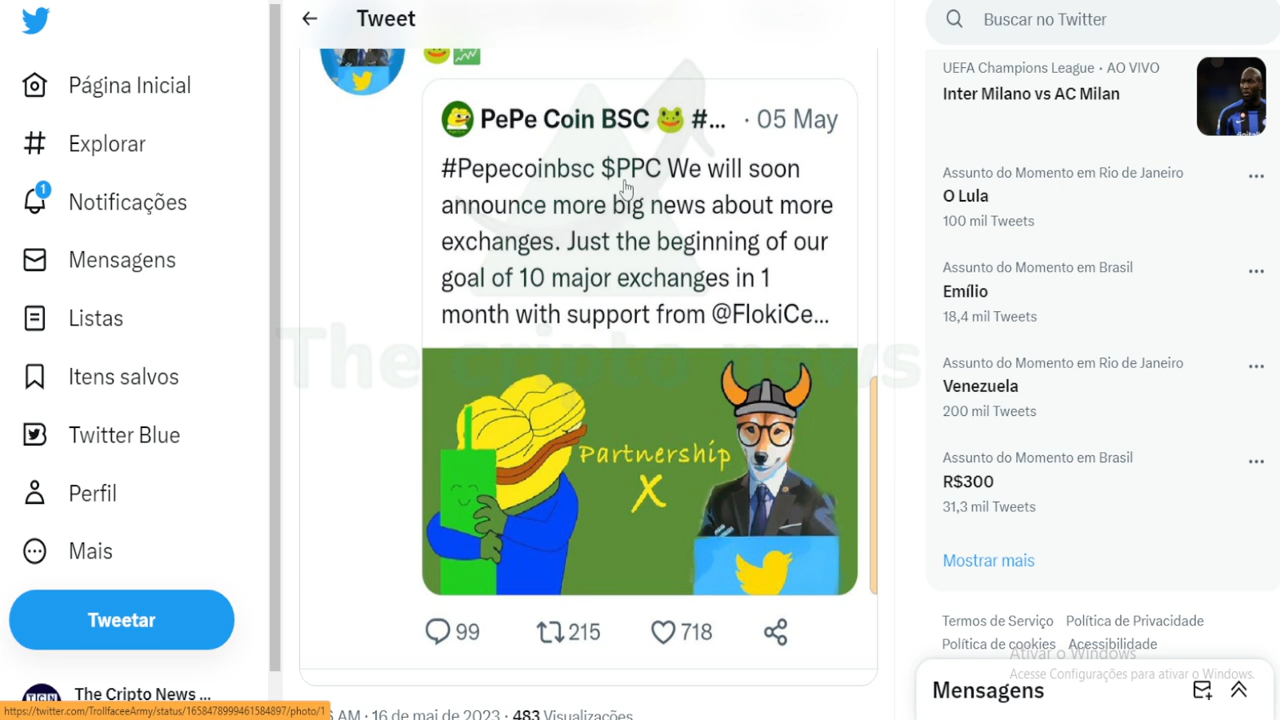 Tweet
Página Inicial
Explorar
1
Notificações
Mensagens
Listas
Itens salvos
Twitter Blue
Perfil
Mais
Tweetar
The Cripto News ...
https://twitter.com/TrollfaceeArmy/status/1658478999461584897/photo/1
PePe Coin BSC 🐸 #... · 05 May
#Pepecoinbsc $PPC We will soon
announce more big news about more
exchanges. Just the beginning of our
goal of 10 major exchanges in 1
month with support from @FlokiCe...
The cripto news
Partnership
X
99 215 718
AM · 16 de mai de 2023 · 483 Visualizações
Buscar no Twitter
UEFA Champions League · AO VIVO
Inter Milano vs AC Milan
Assunto do Momento em Rio de Janeiro
O Lula
100 mil Tweets
Assunto do Momento em Brasil
Emílio
18,4 mil Tweets
Assunto do Momento em Rio de Janeiro
Venezuela
200 mil Tweets
Assunto do Momento em Brasil
R$300
31,3 mil Tweets
Mostrar mais
Termos de Serviço Política de Privacidade
Política de cookies Acessibilidade
Ativar o Windows
Acesse Configurações para ativar o Windows.
Mensagens